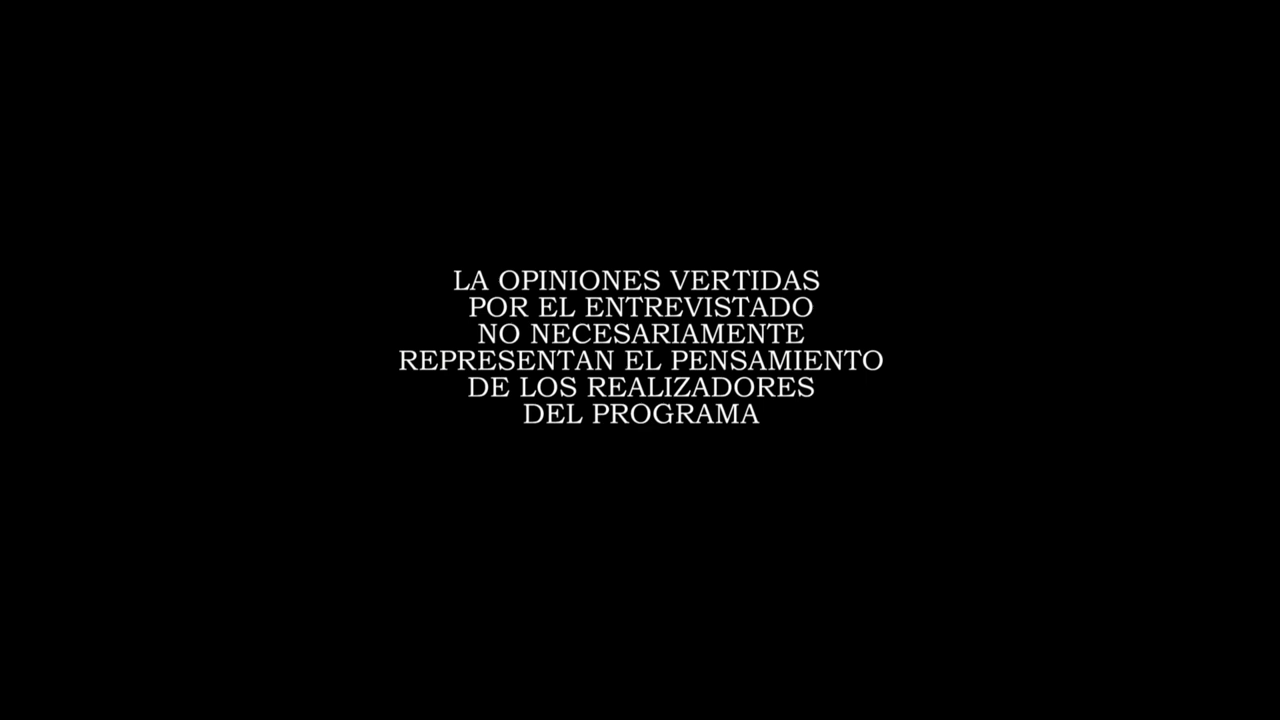 LA OPINIONES VERTIDAS
POR EL ENTREVISTADO
NO NECESARIAMENTE
REPRESENTAN EL PENSAMIENTO
DE LOS REALIZADORES
DEL PROGRAMA